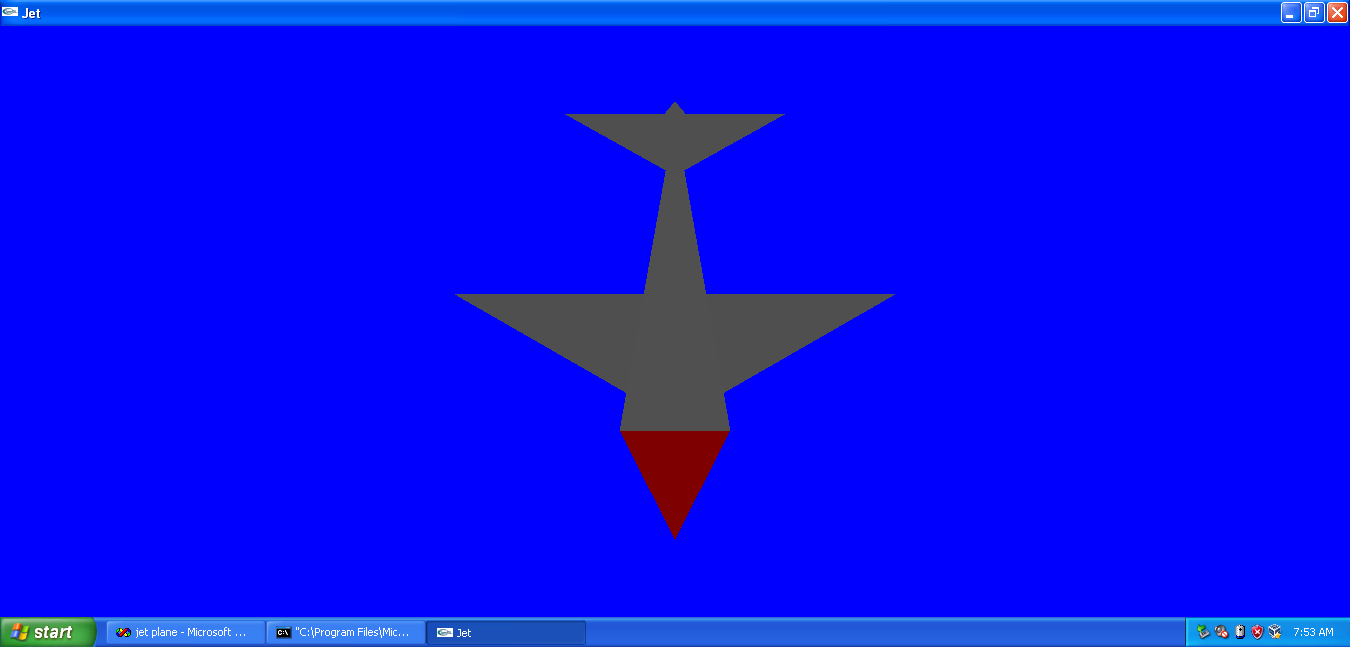 Jet
start
jet plane - Microsoft ...
C:\
"C:\Program Files\Mic...
Jet
7:53 AM